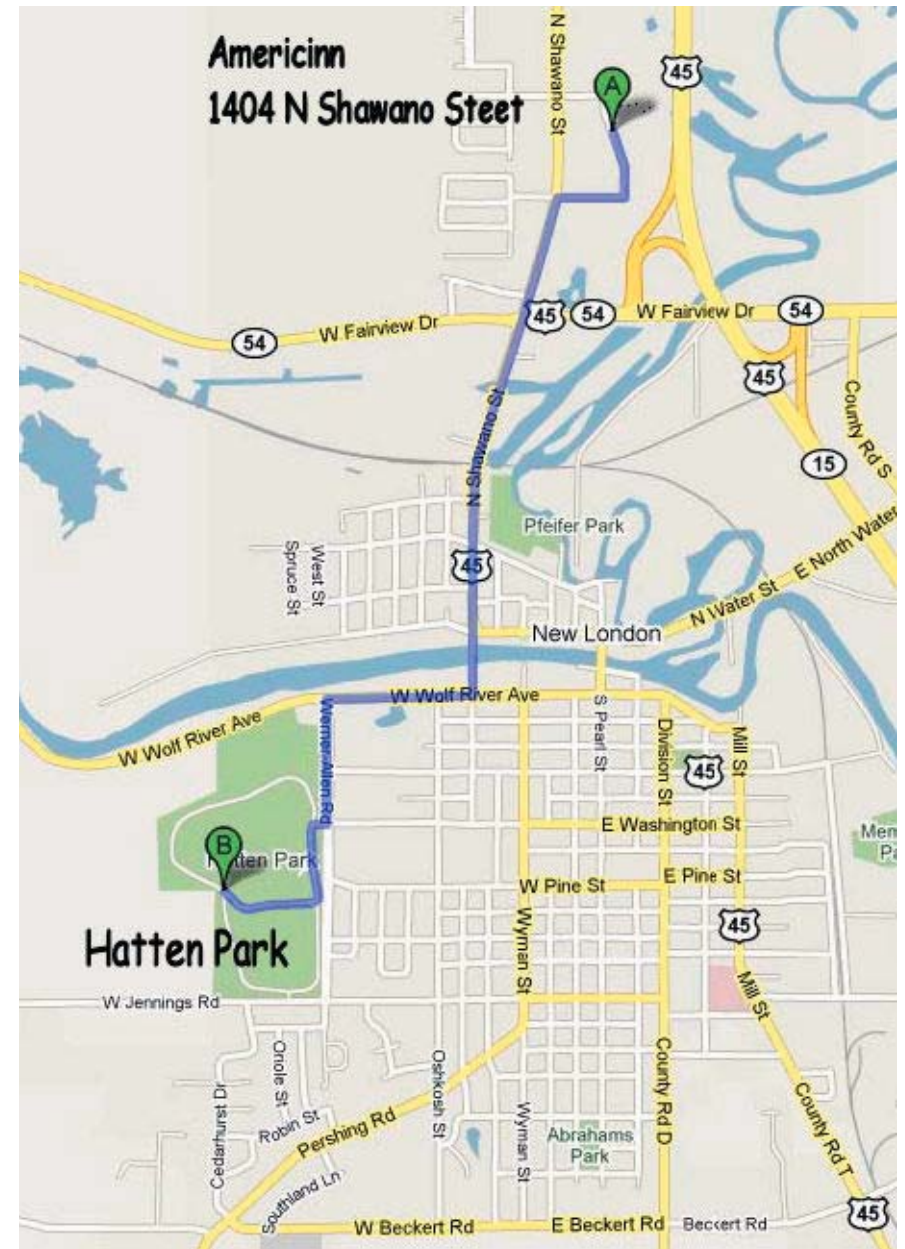 Americinn
1404 N Shawano Steet
N Shawano St
A
45
W Fairview Dr
54
45
54
W Fairview Dr
54
45
County Rd S
15
N Shawano St
Pfeifer Park
West St
Spruce St
45
E North Water
N Water St
New London
W Wolf River Ave
W Wolf River Ave
Werner-Allen Rd
S Pearl St
Division St
Mill St
45
E Washington St
Mem
Pa
B
Hatten Park
E Pine St
W Pine St
Wyman St
45
Hatten Park
Mill St
W Jennings Rd
Oriole St
Oshkosh St
County Rd D
County Rd T
Cedarhurst Dr
Robin St
Pershing Rd
Wyman St
Abrahams
Park
Southland Ln
W Beckert Rd
E Beckert Rd
Beckert Rd
45